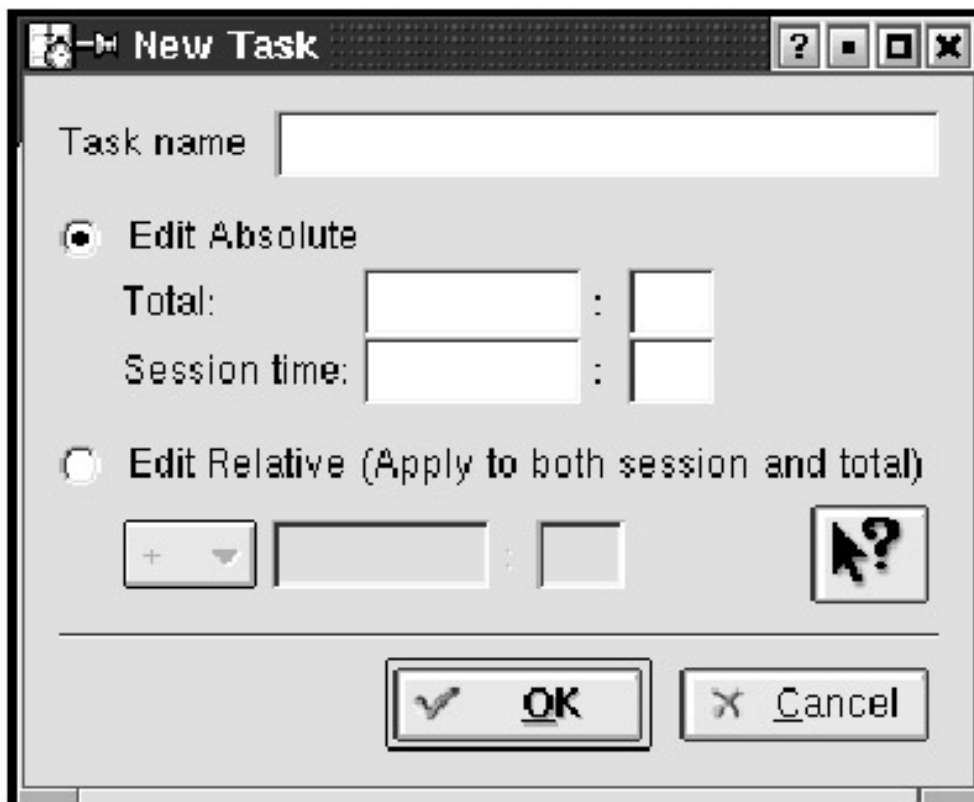 New Task ?
Task name
Edit Absolute
Total: :
Session time: :
Edit Relative (Apply to both session and total)
+ : ?
OK Cancel